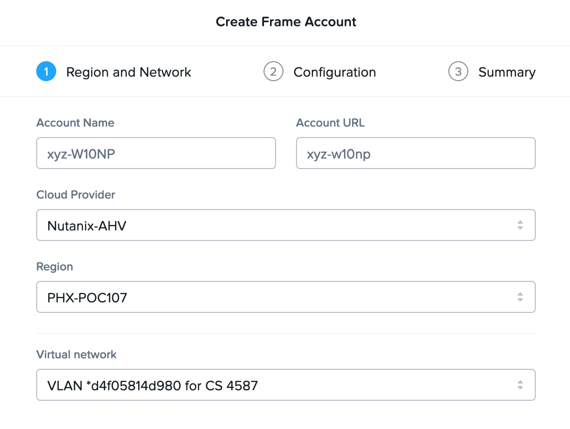 Create Frame Account
1 Region and Network 2 Configuration 3 Summary
Account Name Account URL
xyz-W10NP xyz-w10np
Cloud Provider
Nutanix-AHV
Region
PHX-POC107
Virtual network
VLAN *d4f05814d980 for CS 4587